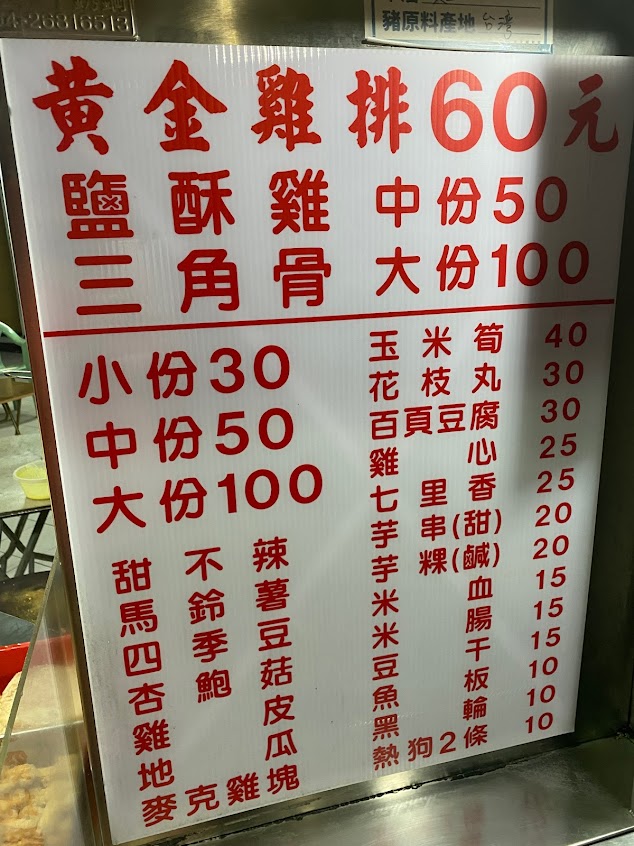 4-26816513
豬原料產地 台灣
黃金雞排60元
鹽酥雞 中份50
三角骨 大份100
小份30
中份50
大份100
甜不辣
馬鈴薯
四季豆
杏鮑菇
雞皮
地瓜
麥克雞塊
玉米筍 40
花枝丸 30
百頁豆腐 30
雞心 25
七里香 25
芋串(甜) 20
芋粿(鹹) 20
米血 15
米腸 15
豆干 15
魚板 10
黑輪 10
熱狗2條 10